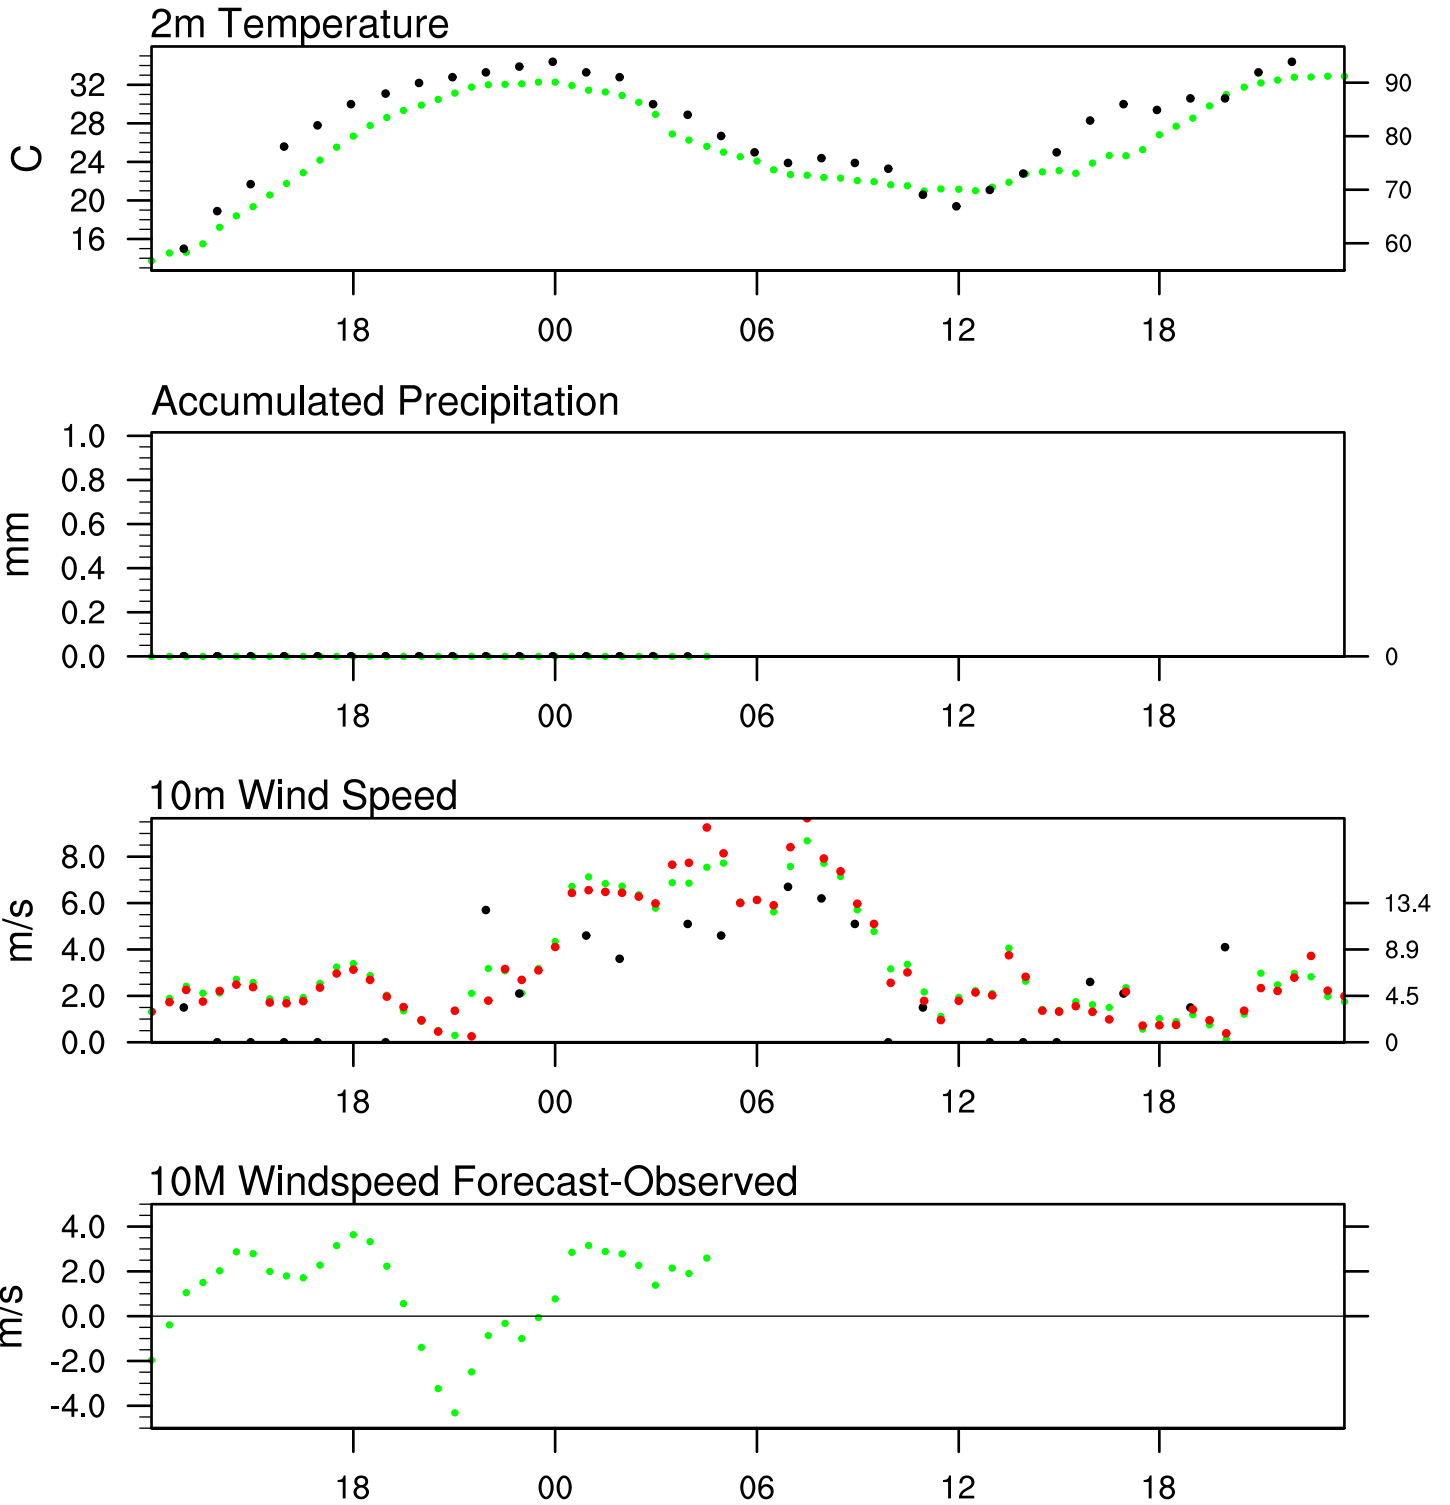 2m Temperature
32
28
24
20
16
C
90
80
70
60
18 00 06 12 18
Accumulated Precipitation
1.0
0.8
0.6
0.4
0.2
0.0
mm
0
18 00 06 12 18
10m Wind Speed
8.0
6.0
4.0
2.0
0.0
m/s
13.4
8.9
4.5
0
18 00 06 12 18
10M Windspeed Forecast-Observed
4.0
2.0
0.0
-2.0
-4.0
m/s
18 00 06 12 18